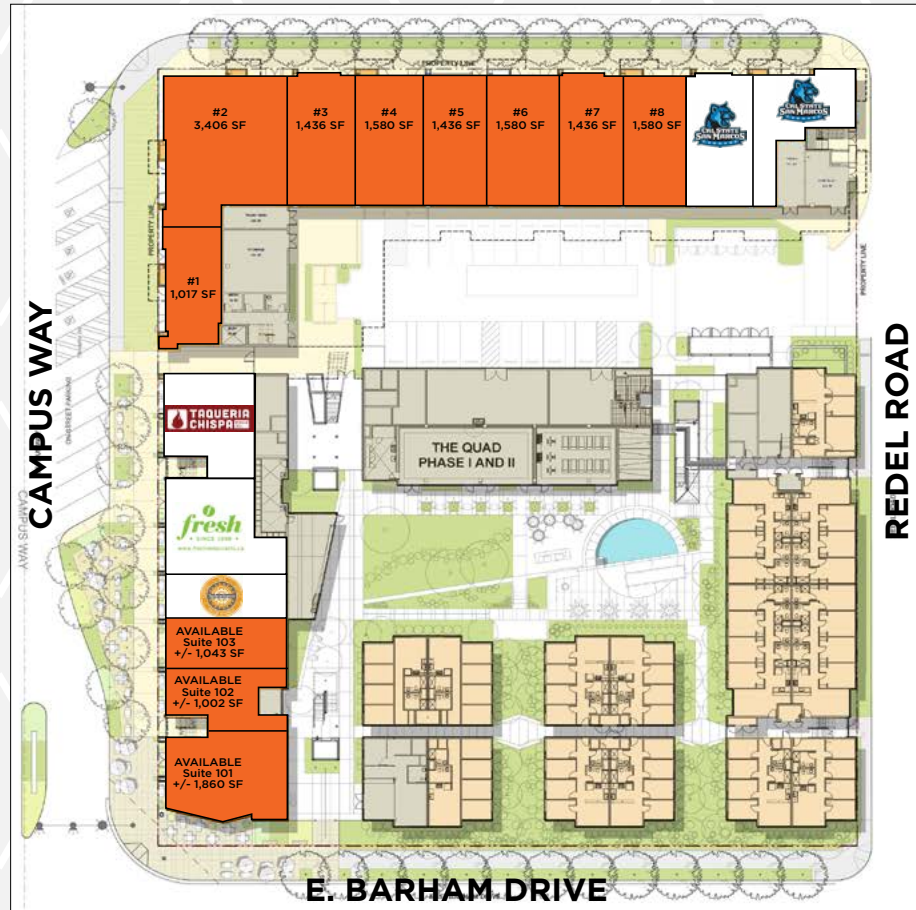 PROPERTY LINE
#2
3,406 SF
#3
1,436 SF
#4
1,580 SF
#5
1,436 SF
#6
1,580 SF
#7
1,436 SF
#8
1,580 SF
CAL STATE
SAN MARCOS
CAL STATE
SAN MARCOS
PROPERTY LINE
#1
1,017 SF
PROPERTY LINE
CAMPUS WAY
ON-STREET PARKING
CAMPUS WAY
REDEL ROAD
TAQUERIA
CHISPA
THE QUAD
PHASE I AND II
fresh
• SINCE 1999 •
AVAILABLE
Suite 103
+/- 1,043 SF
AVAILABLE
Suite 102
+/- 1,002 SF
AVAILABLE
Suite 101
+/- 1,860 SF
E. BARHAM DRIVE